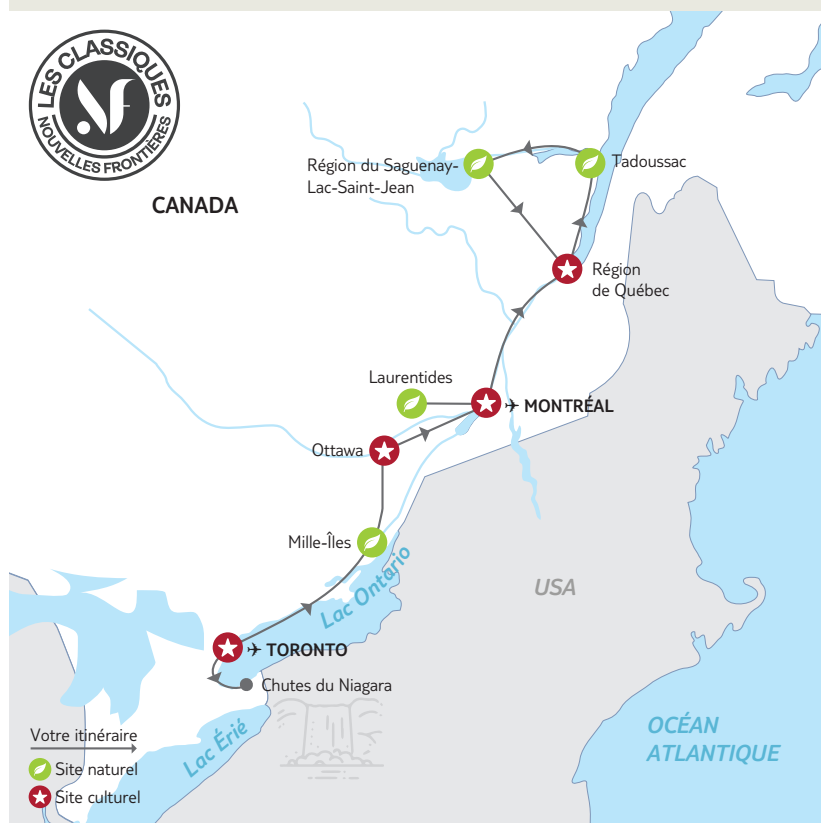 LES CLASSIQUES
NF
NOUVELLES FRONTIÈRES
CANADA
Région du Saguenay-
Lac-Saint-Jean
Tadoussac
Région
de Québec
Laurentides
MONTRÉAL
Ottawa
Mille-Îles
Lac Ontario
USA
TORONTO
Chutes du Niagara
Lac Érié
OCÉAN
ATLANTIQUE
Votre itinéraire
Site naturel
Site culturel